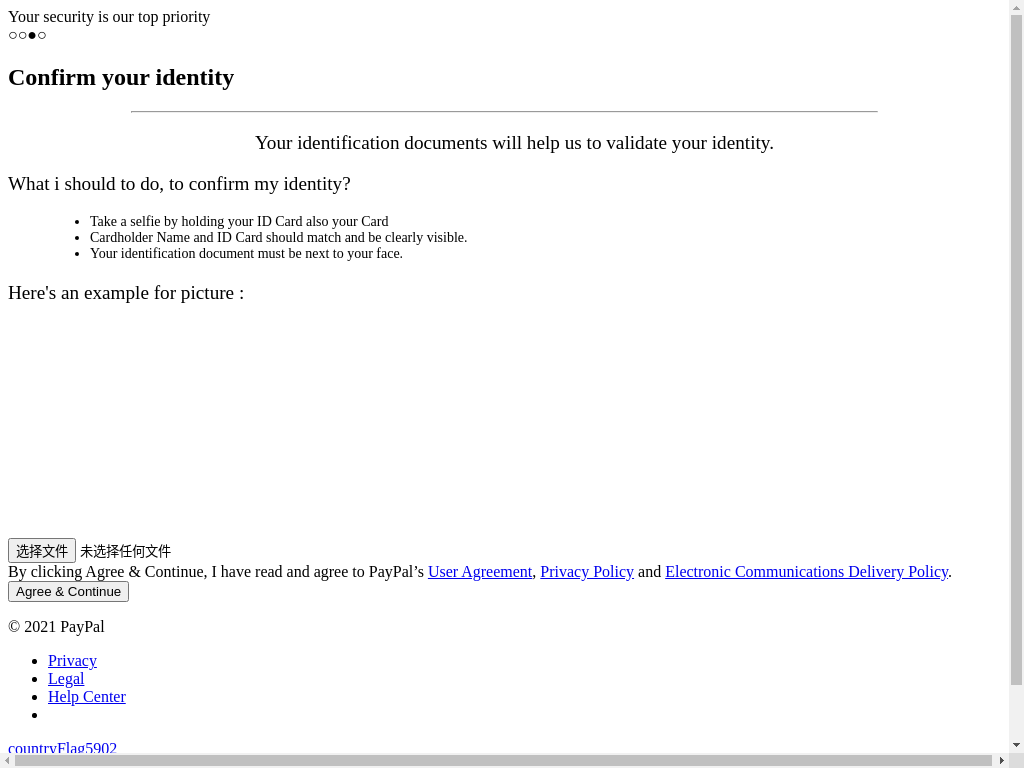 Your security is our top priority
○○●○
Confirm your identity
Your identification documents will help us to validate your identity.
What i should to do, to confirm my identity?
Take a selfie by holding your ID Card also your Card
Cardholder Name and ID Card should match and be clearly visible.
Your identification document must be next to your face.
Here's an example for picture :
选择文件 未选择任何文件
By clicking Agree & Continue, I have read and agree to PayPal’s User Agreement, Privacy Policy and Electronic Communications Delivery Policy.
Agree & Continue
© 2021 PayPal
Privacy
Legal
Help Center
countryFlag5902